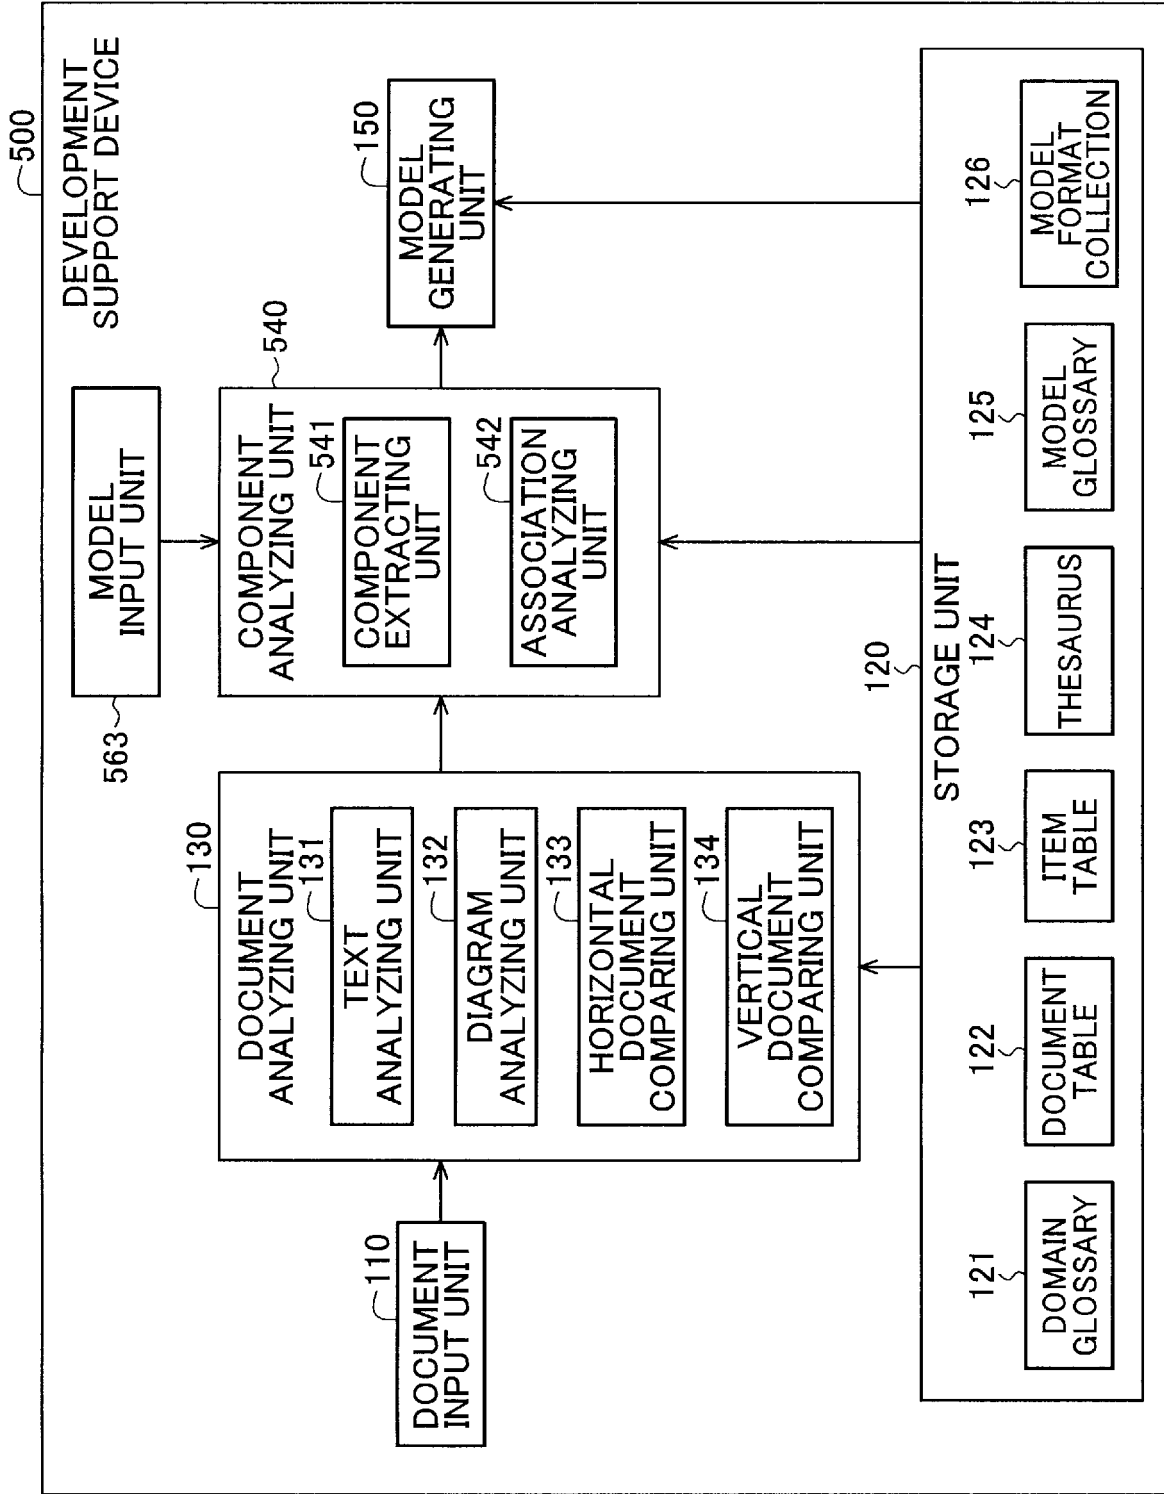 500
DEVELOPMENT
SUPPORT DEVICE
563
MODEL
INPUT UNIT
110
DOCUMENT
INPUT UNIT
130
DOCUMENT
ANALYZING UNIT
131
TEXT
ANALYZING UNIT
132
DIAGRAM
ANALYZING UNIT
133
HORIZONTAL
DOCUMENT
COMPARING UNIT
134
VERTICAL
DOCUMENT
COMPARING UNIT
540
COMPONENT
ANALYZING UNIT
541
COMPONENT
EXTRACTING
UNIT
542
ASSOCIATION
ANALYZING
UNIT
150
MODEL
GENERATING
UNIT
120
STORAGE UNIT
121
DOMAIN
GLOSSARY
122
DOCUMENT
TABLE
123
ITEM
TABLE
124
THESAURUS
125
MODEL
GLOSSARY
126
MODEL
FORMAT
COLLECTION